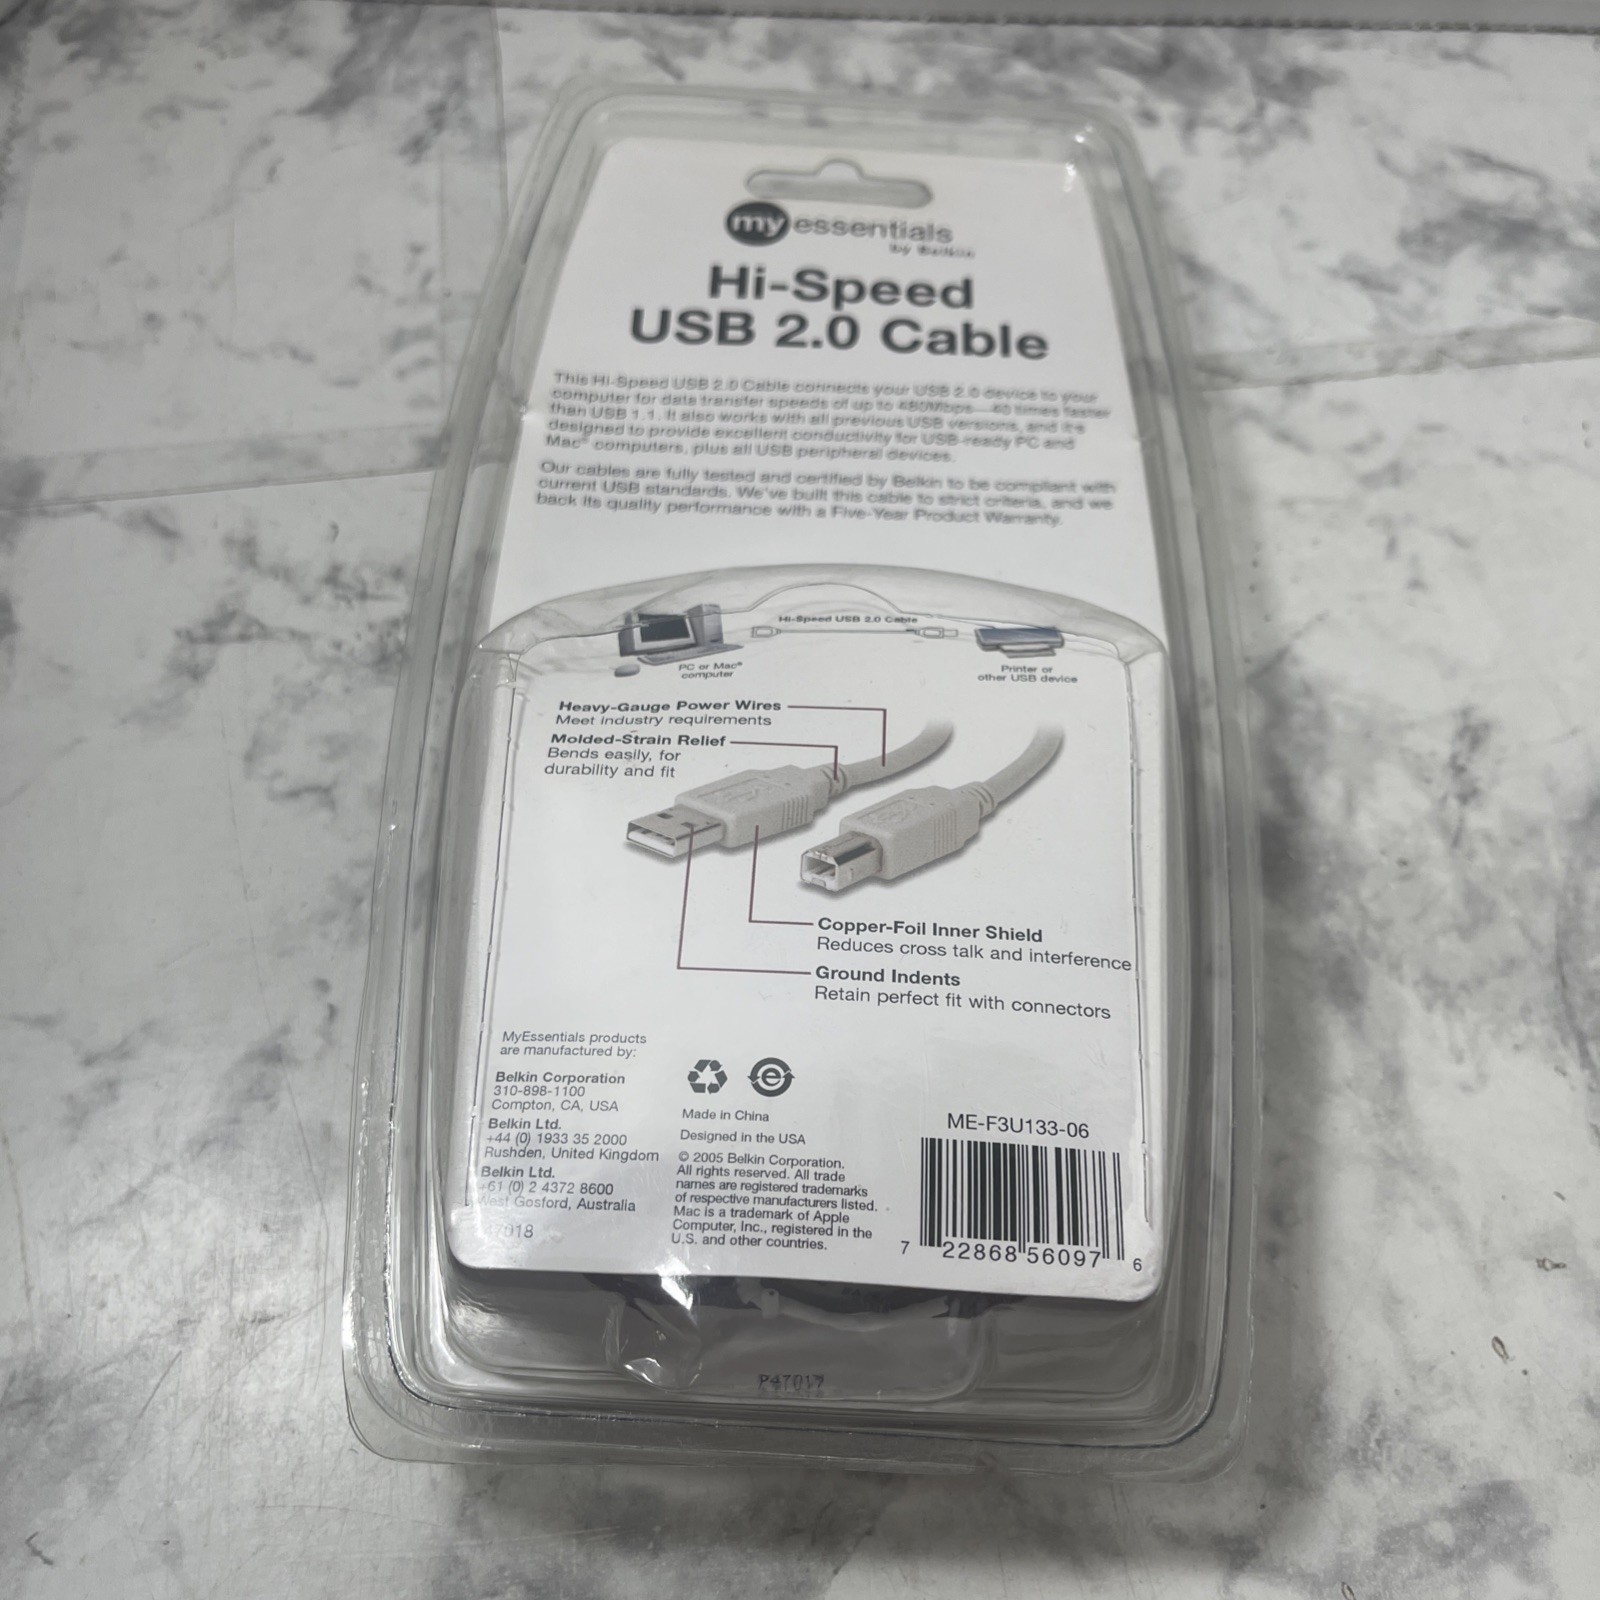 my essentials
by Belkin
Hi-Speed
USB 2.0 Cable
This Hi-Speed USB 2.0 Cable connects your USB 2.0 device to your
computer for data transfer speeds of up to 480Mbps—40 times faster
than USB 1.1. It also works with all previous USB versions, and it's
designed to provide excellent conductivity for USB-ready PC and
Mac® computers, plus all USB peripheral devices.
Our cables are fully tested and certified by Belkin to be compliant with
current USB standards. We've built this cable to strict criteria, and we
back its quality performance with a Five-Year Product Warranty.
Hi-Speed USB 2.0 Cable
PC or Mac®
computer
Printer or
other USB device
Heavy-Gauge Power Wires
Meet industry requirements
Molded-Strain Relief
Bends easily, for
durability and fit
Copper-Foil Inner Shield
Reduces cross talk and interference
Ground Indents
Retain perfect fit with connectors
MyEssentials products
are manufactured by:
Belkin Corporation
310-898-1100
Compton, CA, USA
Belkin Ltd.
+44 (0) 1933 35 2000
Rushden, United Kingdom
Belkin Ltd.
+61 (0) 2 4372 8600
West Gosford, Australia
Made in China
Designed in the USA
© 2005 Belkin Corporation.
All rights reserved. All trade
names are registered trademarks
of respective manufacturers listed.
Mac is a trademark of Apple
Computer, Inc., registered in the
U.S. and other countries.
ME-F3U133-06
7 22868 56097 6
P47017